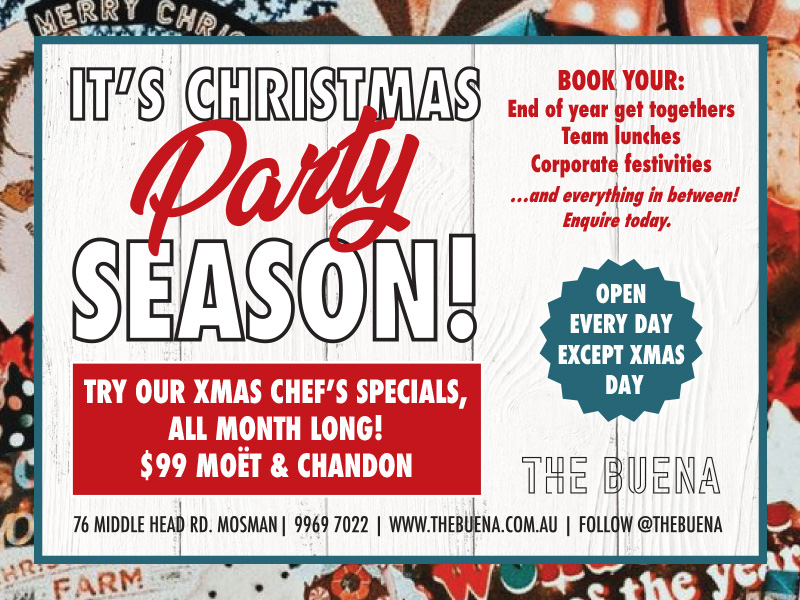 MERRY CHRIS
IT'S CHRISTMAS
Party
SEASON!
BOOK YOUR:
End of year get togethers
Team lunches
Corporate festivities
...and everything in between!
Enquire today.
OPEN
EVERY DAY
EXCEPT XMAS
DAY
TRY OUR XMAS CHEF'S SPECIALS,
ALL MONTH LONG!
$99 MOËT & CHANDON
THE BUENA
76 MIDDLE HEAD RD. MOSMAN | 9969 7022 | WWW.THEBUENA.COM.AU | FOLLOW @THEBUENA
FARM
the year